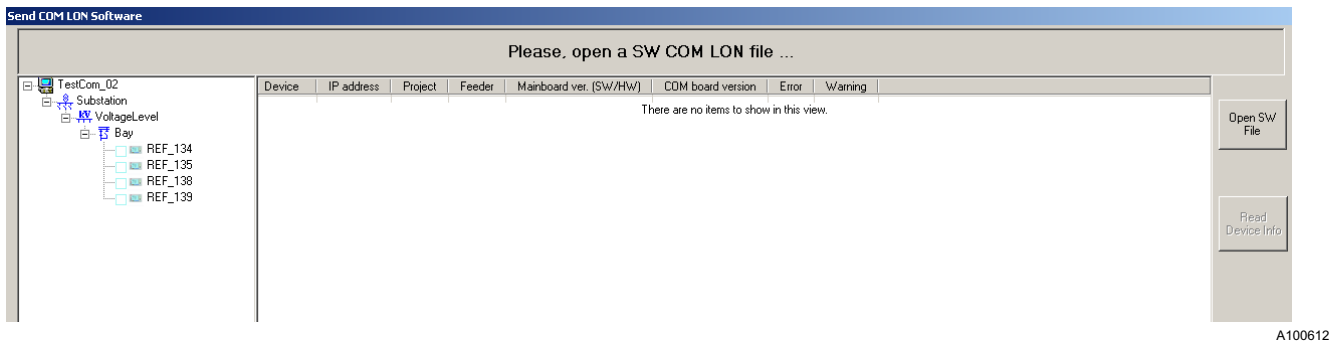 Send COM LON Software
Please, open a SW COM LON file ...
TestCom_02
Substation
VoltageLevel
Bay
REF_134
REF_135
REF_138
REF_139
Device IP address Project Feeder Mainboard ver. (SW/HW) COM board version Error Warning
There are no items to show in this view.
Open SW
File
Read
Device Info
A100612